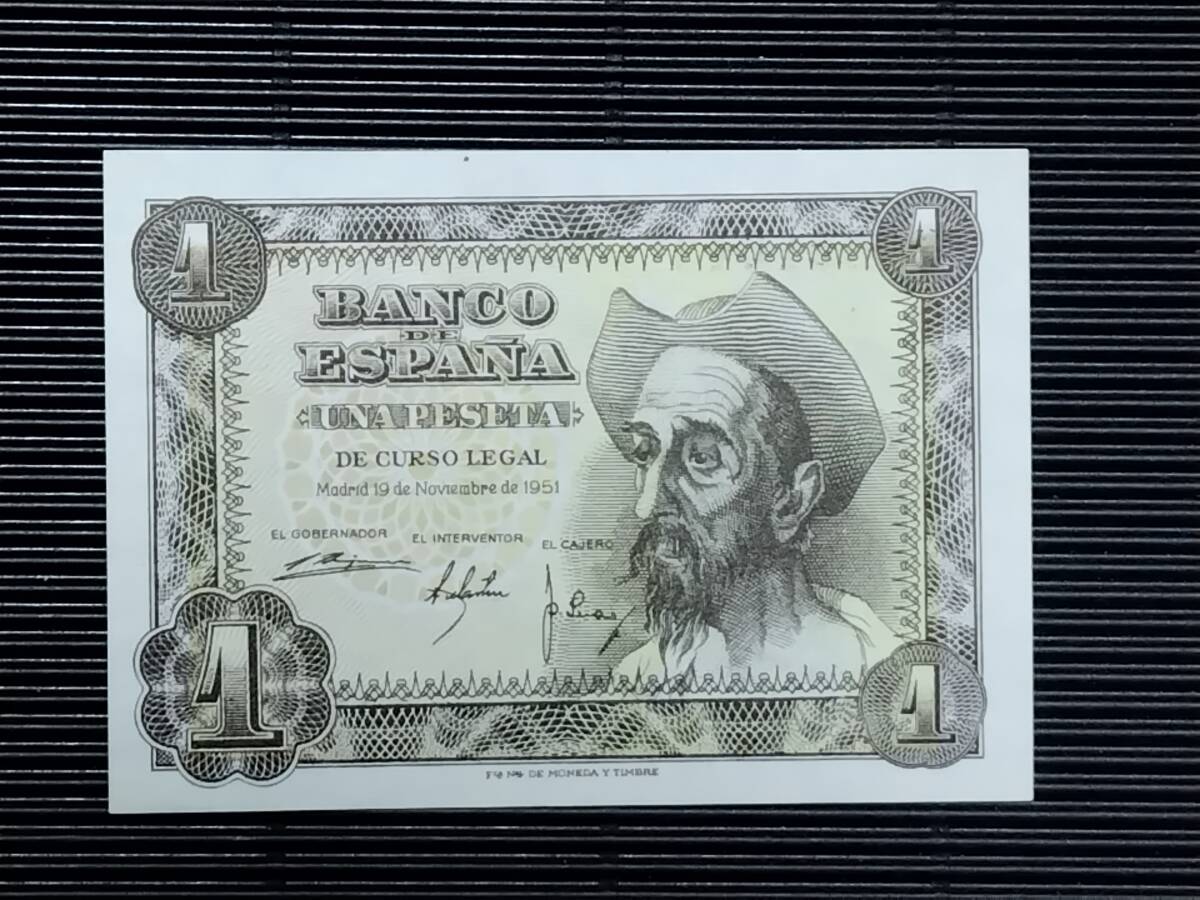 1 1
BANCO
DE
ESPAÑA
UNA PESETA
DE CURSO LEGAL
Madrid 19 de Noviembre de 1951
EL GOBERNADOR EL INTERVENTOR EL CAJERO
1 1
DE MONEDA Y TIMBRE